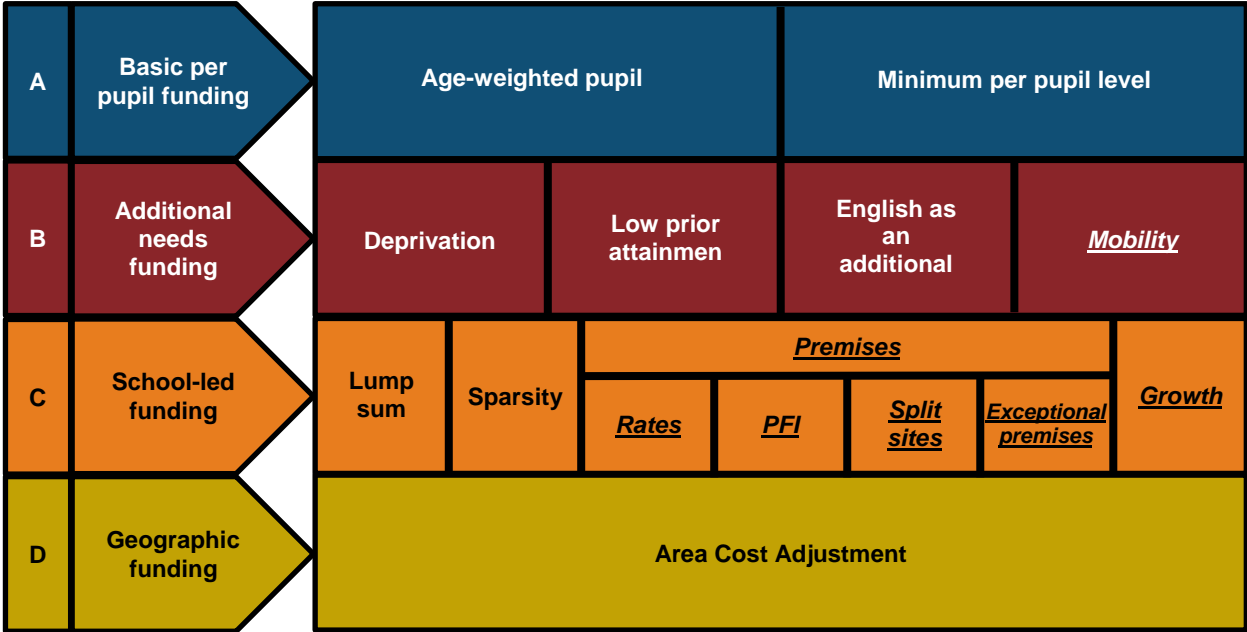 A
Basic per
pupil funding
Age-weighted pupil
Minimum per pupil level
B
Additional
needs
funding
Deprivation
Low prior
attainmen
English as
an
additional
Mobility
C
School-led
funding
Lump
sum
Sparsity
Premises
Rates
PFI
Split
sites
Exceptional
premises
Growth
D
Geographic
funding
Area Cost Adjustment